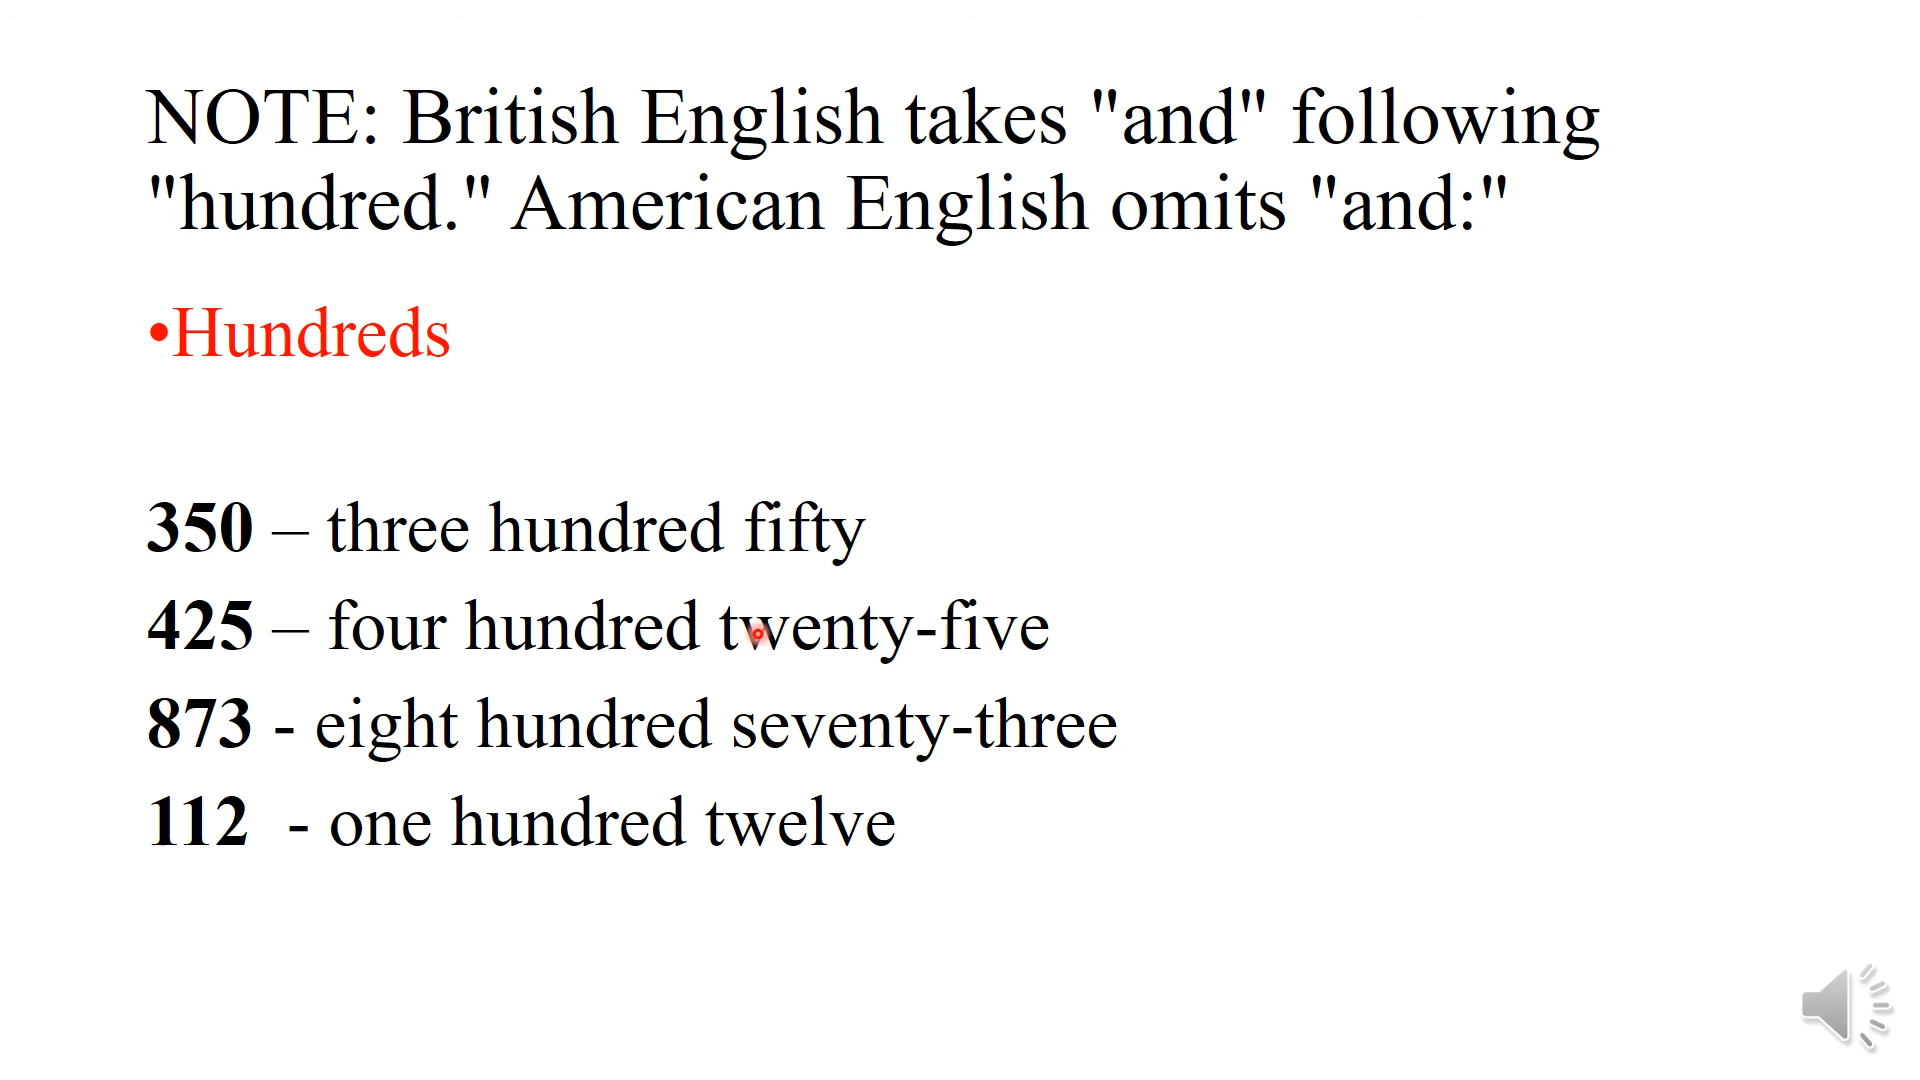 NOTE: British English takes "and" following
"hundred." American English omits "and:"
•Hundreds
350 – three hundred fifty
425 – four hundred twenty-five
873 - eight hundred seventy-three
112  - one hundred twelve